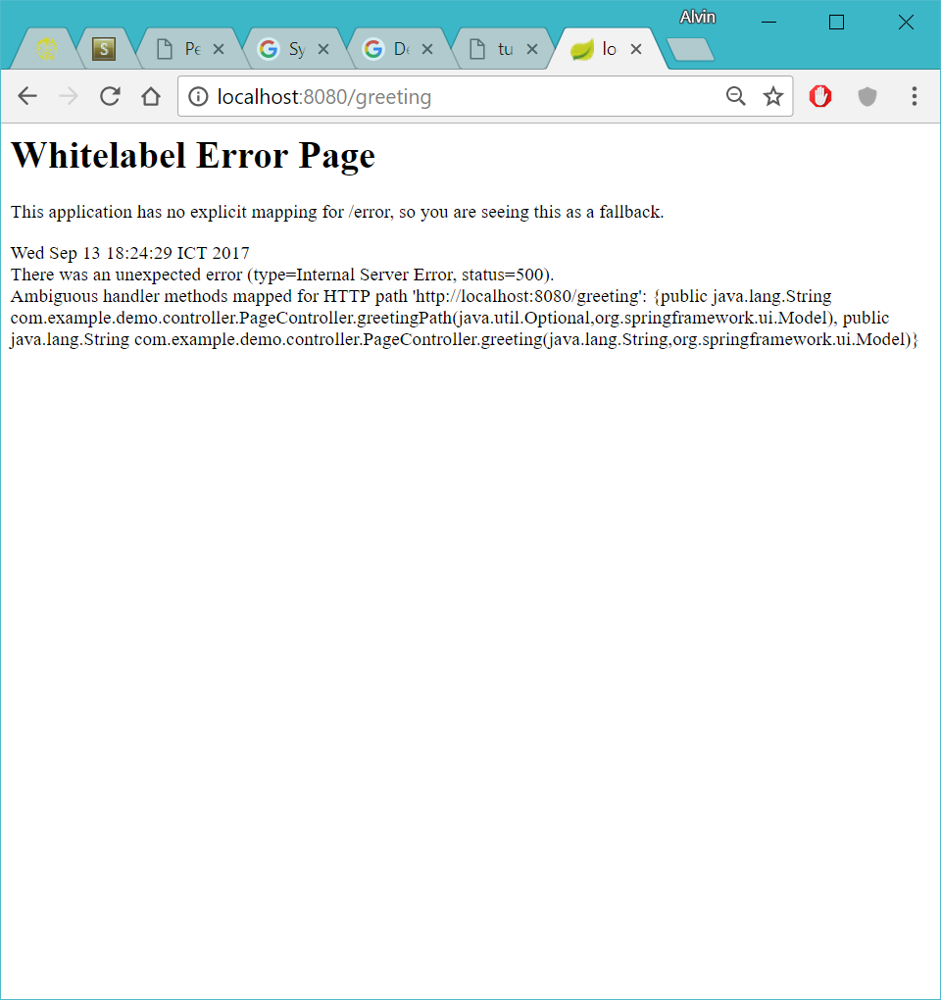 Alvin
S Pe Sy De tu lo
localhost:8080/greeting
Whitelabel Error Page
This application has no explicit mapping for /error, so you are seeing this as a fallback.
Wed Sep 13 18:24:29 ICT 2017
There was an unexpected error (type=Internal Server Error, status=500).
Ambiguous handler methods mapped for HTTP path 'http://localhost:8080/greeting': {public java.lang.String
com.example.demo.controller.PageController.greetingPath(java.util.Optional,org.springframework.ui.Model), public
java.lang.String com.example.demo.controller.PageController.greeting(java.lang.String,org.springframework.ui.Model)}